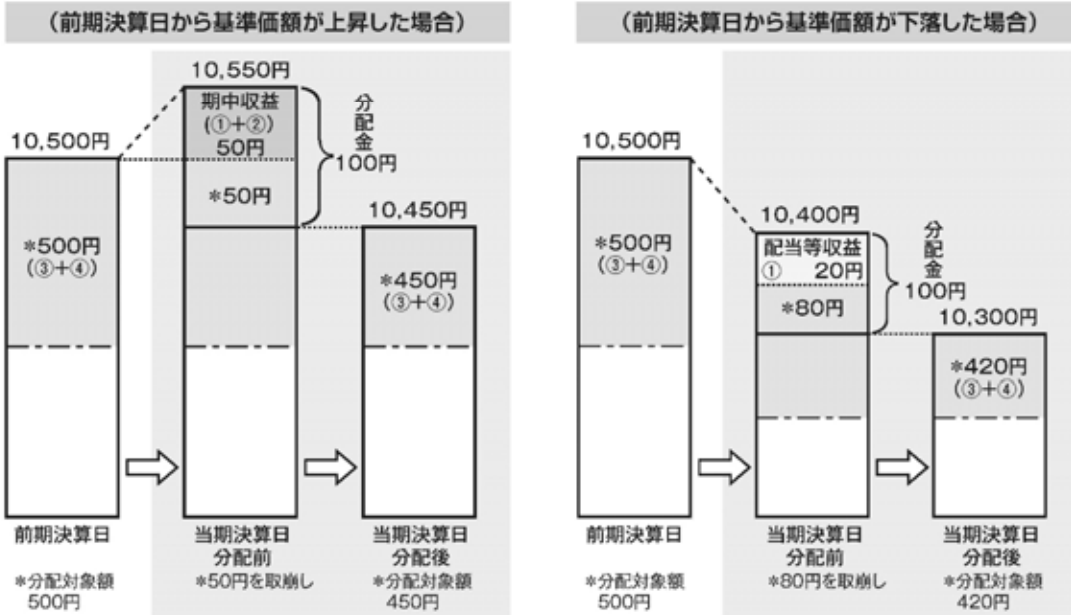 (前期決算日から基準価額が上昇した場合)
10,500円
*500円
(③+④)
前期決算日
*分配対象額
500円
10,550円
期中収益
(①+②)
50円
*50円
分配金
100円
当期決算日
分配前
*50円を取崩し
10,450円
*450円
(③+④)
当期決算日
分配後
*分配対象額
450円
(前期決算日から基準価額が下落した場合)
10,500円
*500円
(③+④)
前期決算日
*分配対象額
500円
10,400円
配当等収益
① 20円
*80円
分配金
100円
当期決算日
分配前
*80円を取崩し
10,300円
*420円
(③+④)
当期決算日
分配後
*分配対象額
420円